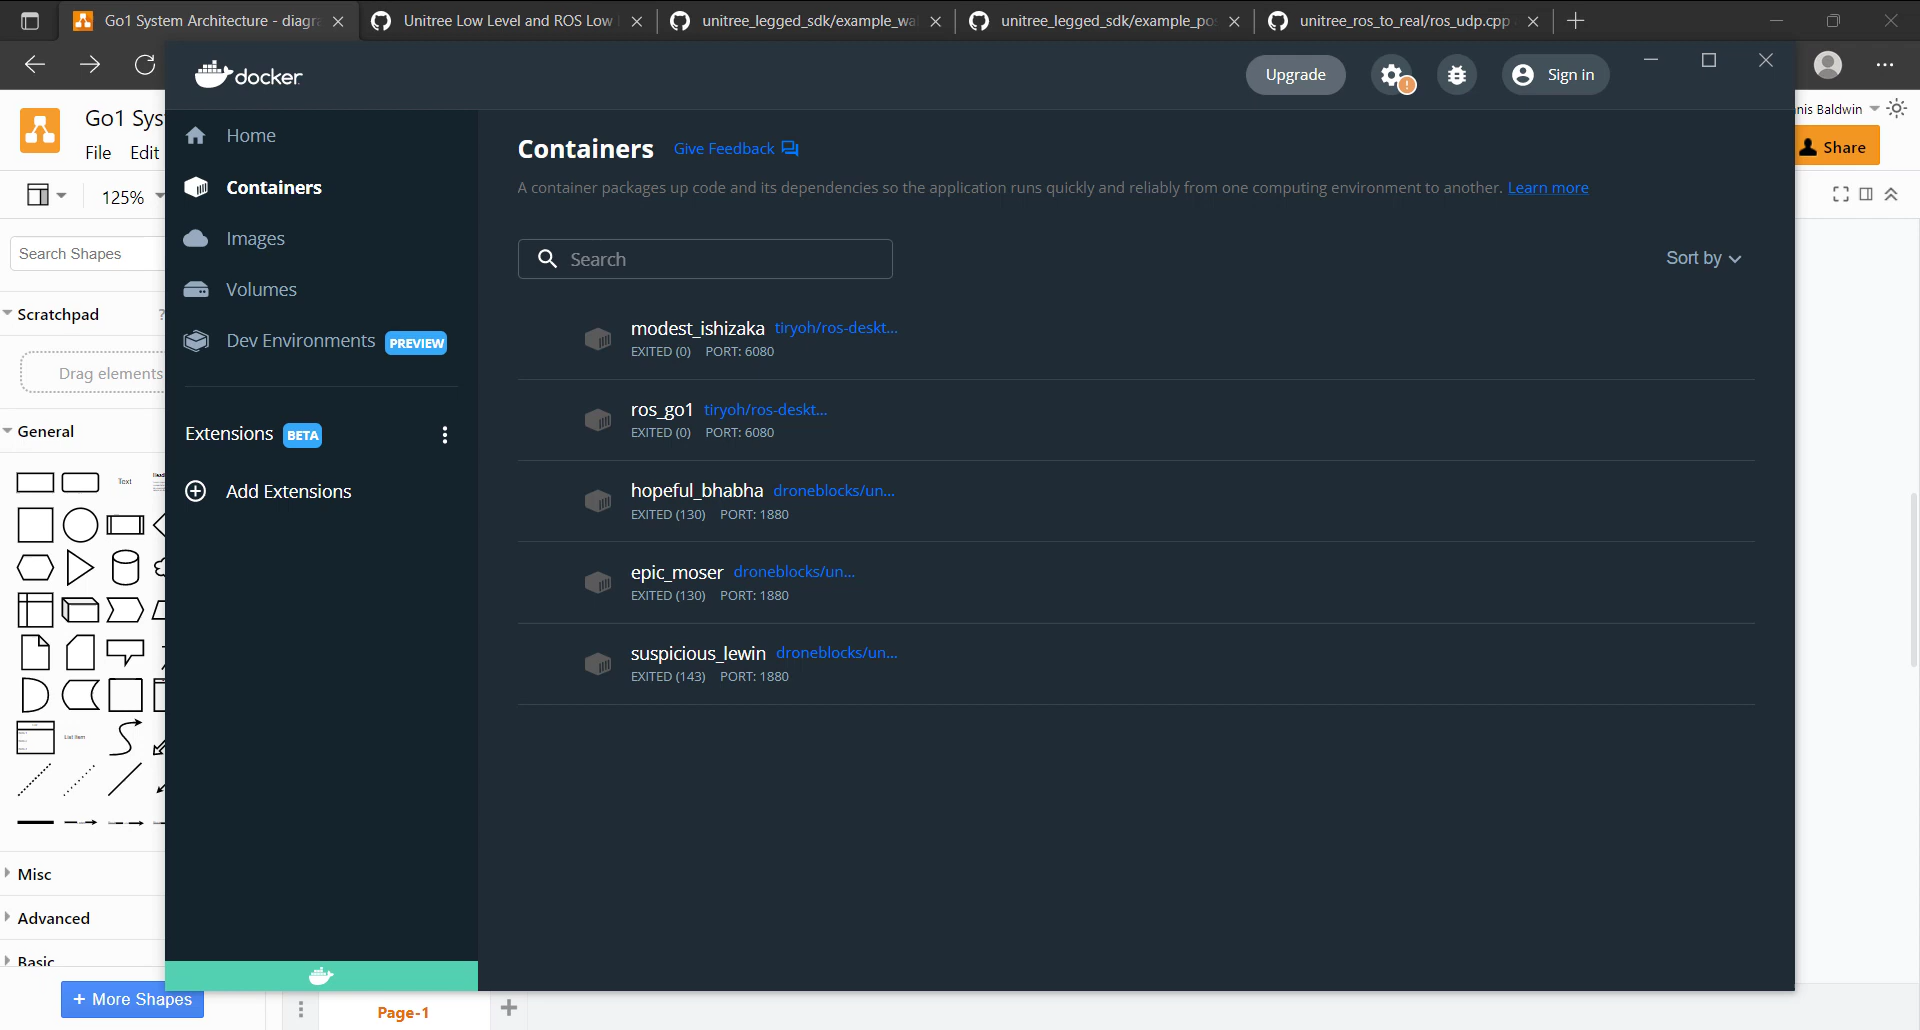 Go1 System Architecture - diagra
Unitree Low Level and ROS Low
unitree_legged_sdk/example_wa
unitree_legged_sdk/example_po
unitree_ros_to_real/ros_udp.cpp
docker
Upgrade
Sign in
Go1 Sys
nis Baldwin
File Edit
Share
125%
Search Shapes
Scratchpad
?
Drag elements
General
Text
List Item
Misc
Advanced
Basic
+ More Shapes
Page-1
Home
Containers
Images
Volumes
Dev Environments PREVIEW
Extensions BETA
Add Extensions
Containers Give Feedback
A container packages up code and its dependencies so the application runs quickly and reliably from one computing environment to another. Learn more
Search
Sort by
modest_ishizaka tiryoh/ros-deskt...
EXITED (0) PORT: 6080
ros_go1 tiryoh/ros-deskt...
EXITED (0) PORT: 6080
hopeful_bhabha droneblocks/un...
EXITED (130) PORT: 1880
epic_moser droneblocks/un...
EXITED (130) PORT: 1880
suspicious_lewin droneblocks/un...
EXITED (143) PORT: 1880